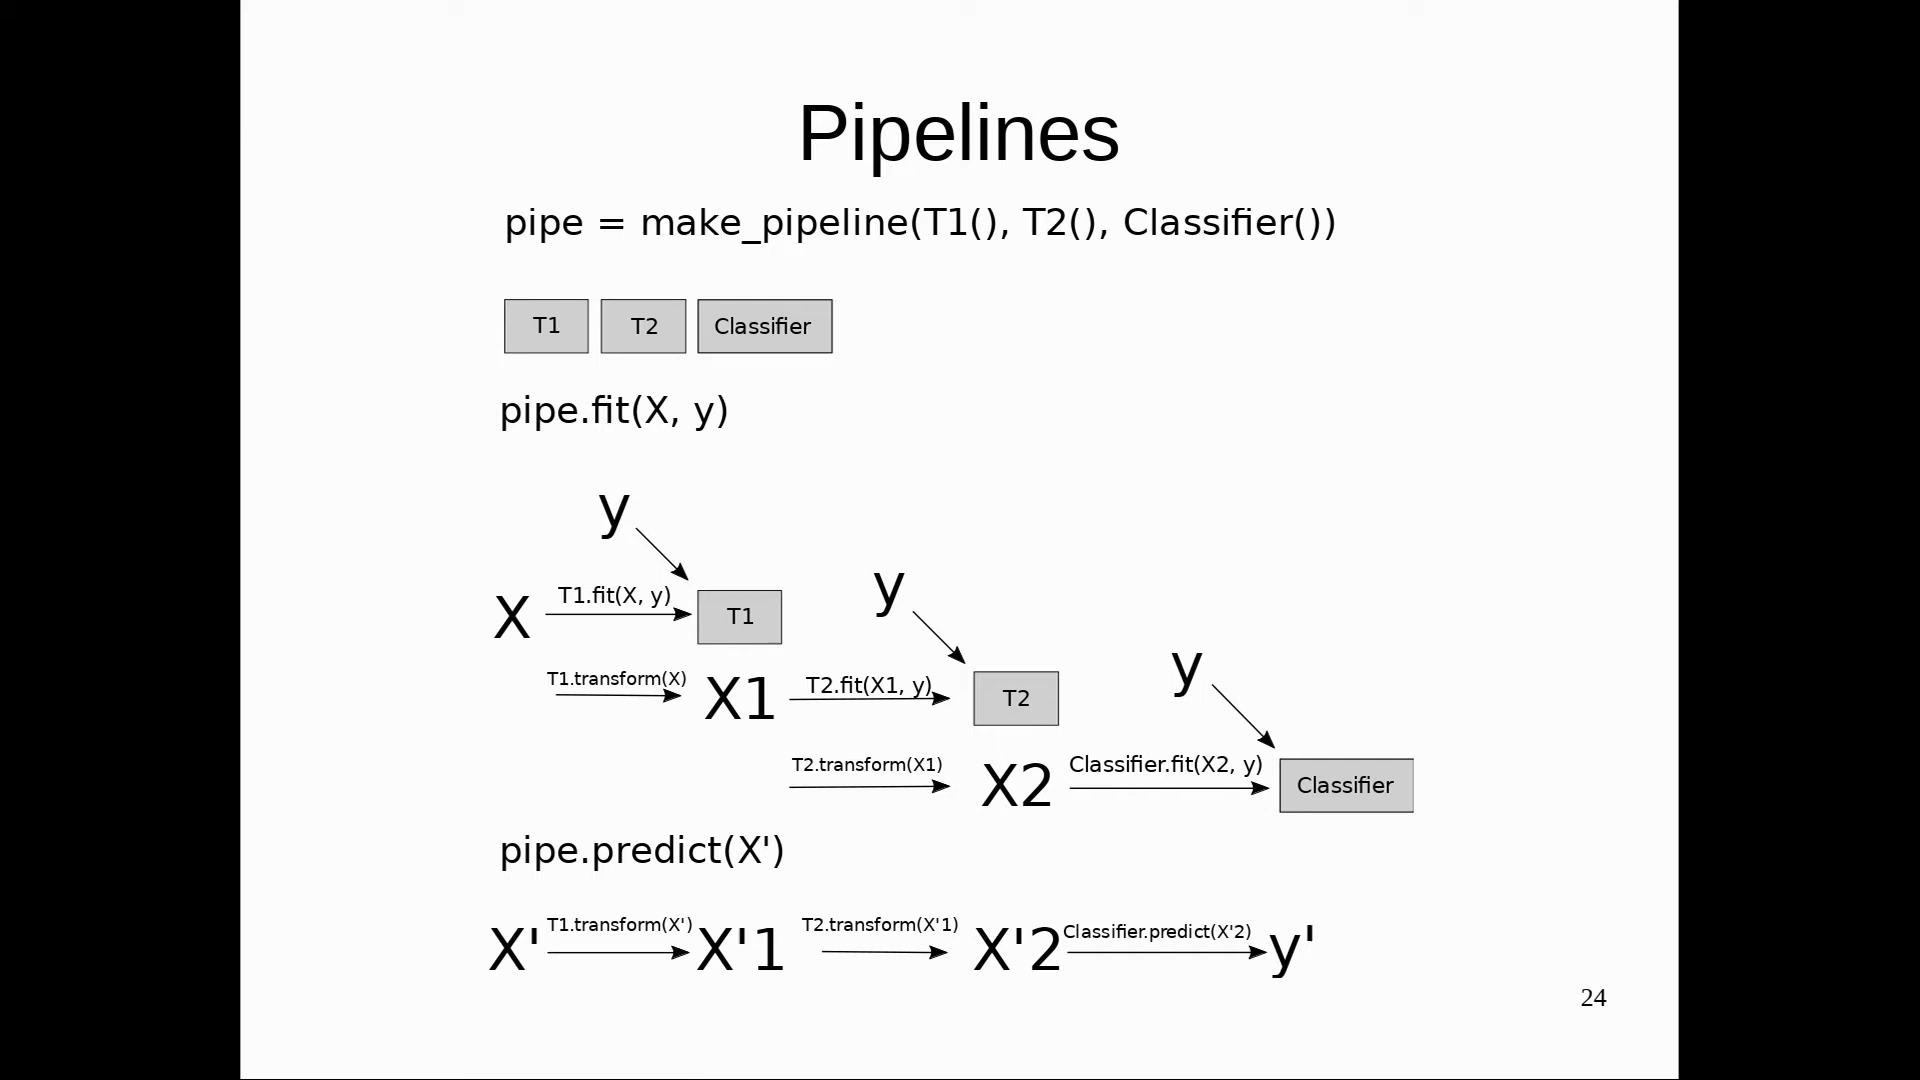 Pipelines
pipe = make_pipeline(T1(), T2(), Classifier())
T1 T2 Classifier
pipe.fit(X, y)
y
X T1.fit(X, y) T1
y
T1.transform(X) X1 T2.fit(X1, y) T2
y
T2.transform(X1) X2 Classifier.fit(X2, y) Classifier
pipe.predict(X')
X' T1.transform(X') X'1 T2.transform(X'1) X'2 Classifier.predict(X'2) y'
24